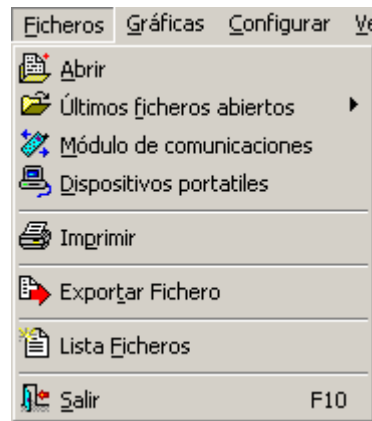 Ficheros Gráficas Configurar Ve
Abrir
Últimos ficheros abiertos
Módulo de comunicaciones
Dispositivos portatiles
Imprimir
Exportar Fichero
Lista Ficheros
Salir F10